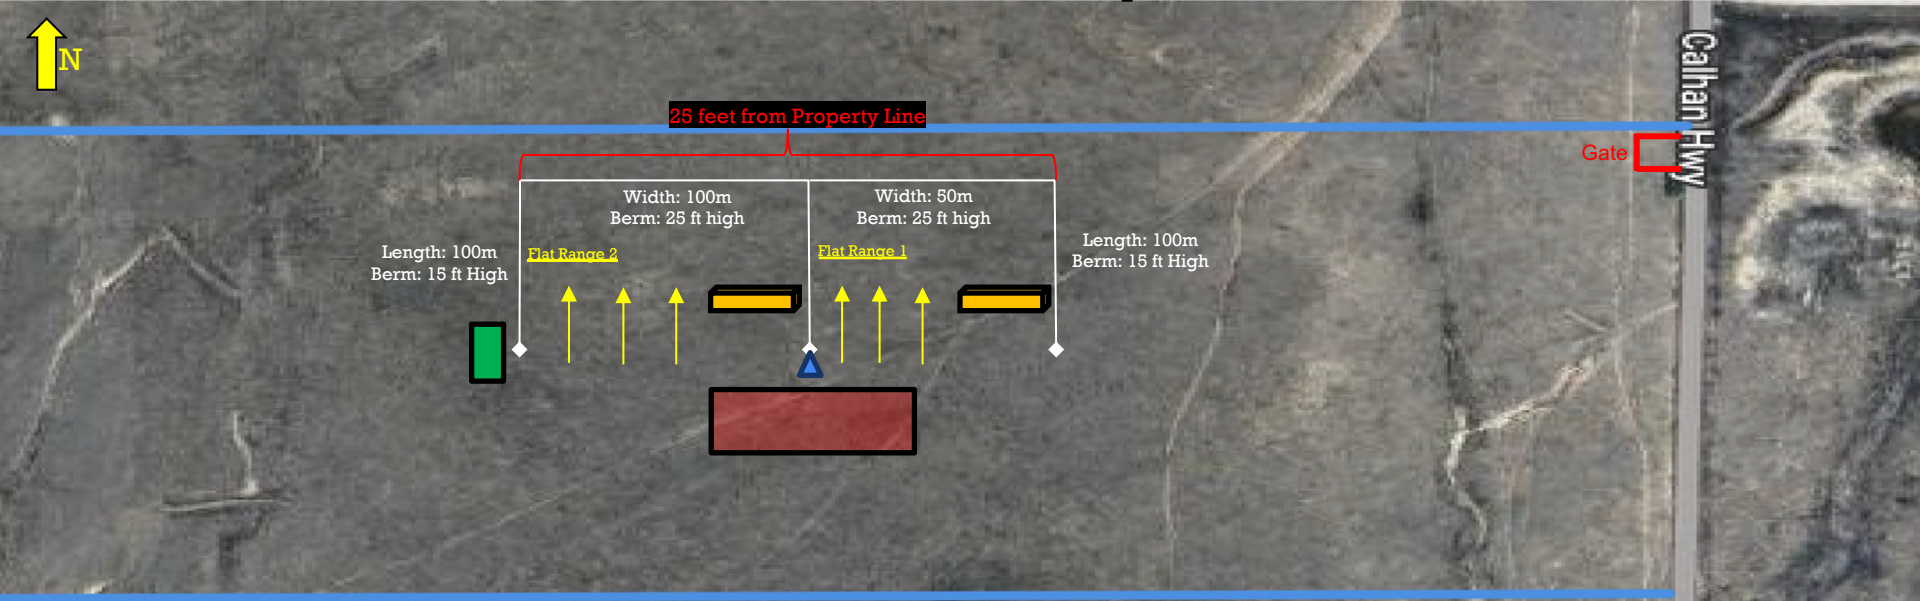 N
25 feet from Property Line
Calhan Hwy
Gate
Width: 100m
Berm: 25 ft high
Width: 50m
Berm: 25 ft high
Length: 100m
Berm: 15 ft High
Flat Range 2
Flat Range 1
Length: 100m
Berm: 15 ft High